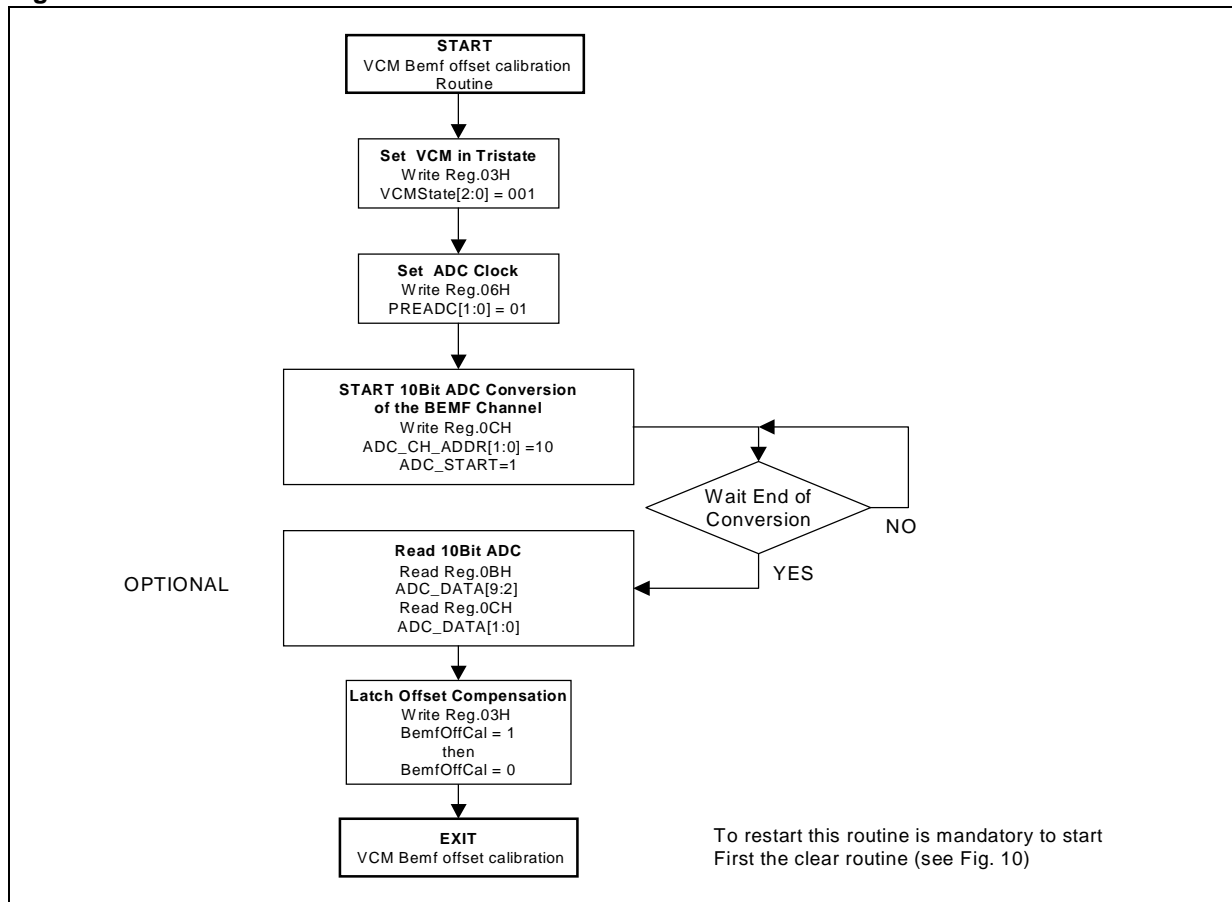 START
VCM Bemf offset calibration
Routine
Set VCM in Tristate
Write Reg.03H
VCMState[2:0] = 001
Set ADC Clock
Write Reg.06H
PREADC[1:0] = 01
START 10Bit ADC Conversion
of the BEMF Channel
Write Reg.0CH
ADC_CH_ADDR[1:0] =10
ADC_START=1
Wait End of
Conversion
NO
YES
OPTIONAL
Read 10Bit ADC
Read Reg.0BH
ADC_DATA[9:2]
Read Reg.0CH
ADC_DATA[1:0]
Latch Offset Compensation
Write Reg.03H
BemfOffCal = 1
then
BemfOffCal = 0
EXIT
VCM Bemf offset calibration
To restart this routine is mandatory to start
First the clear routine (see Fig. 10)